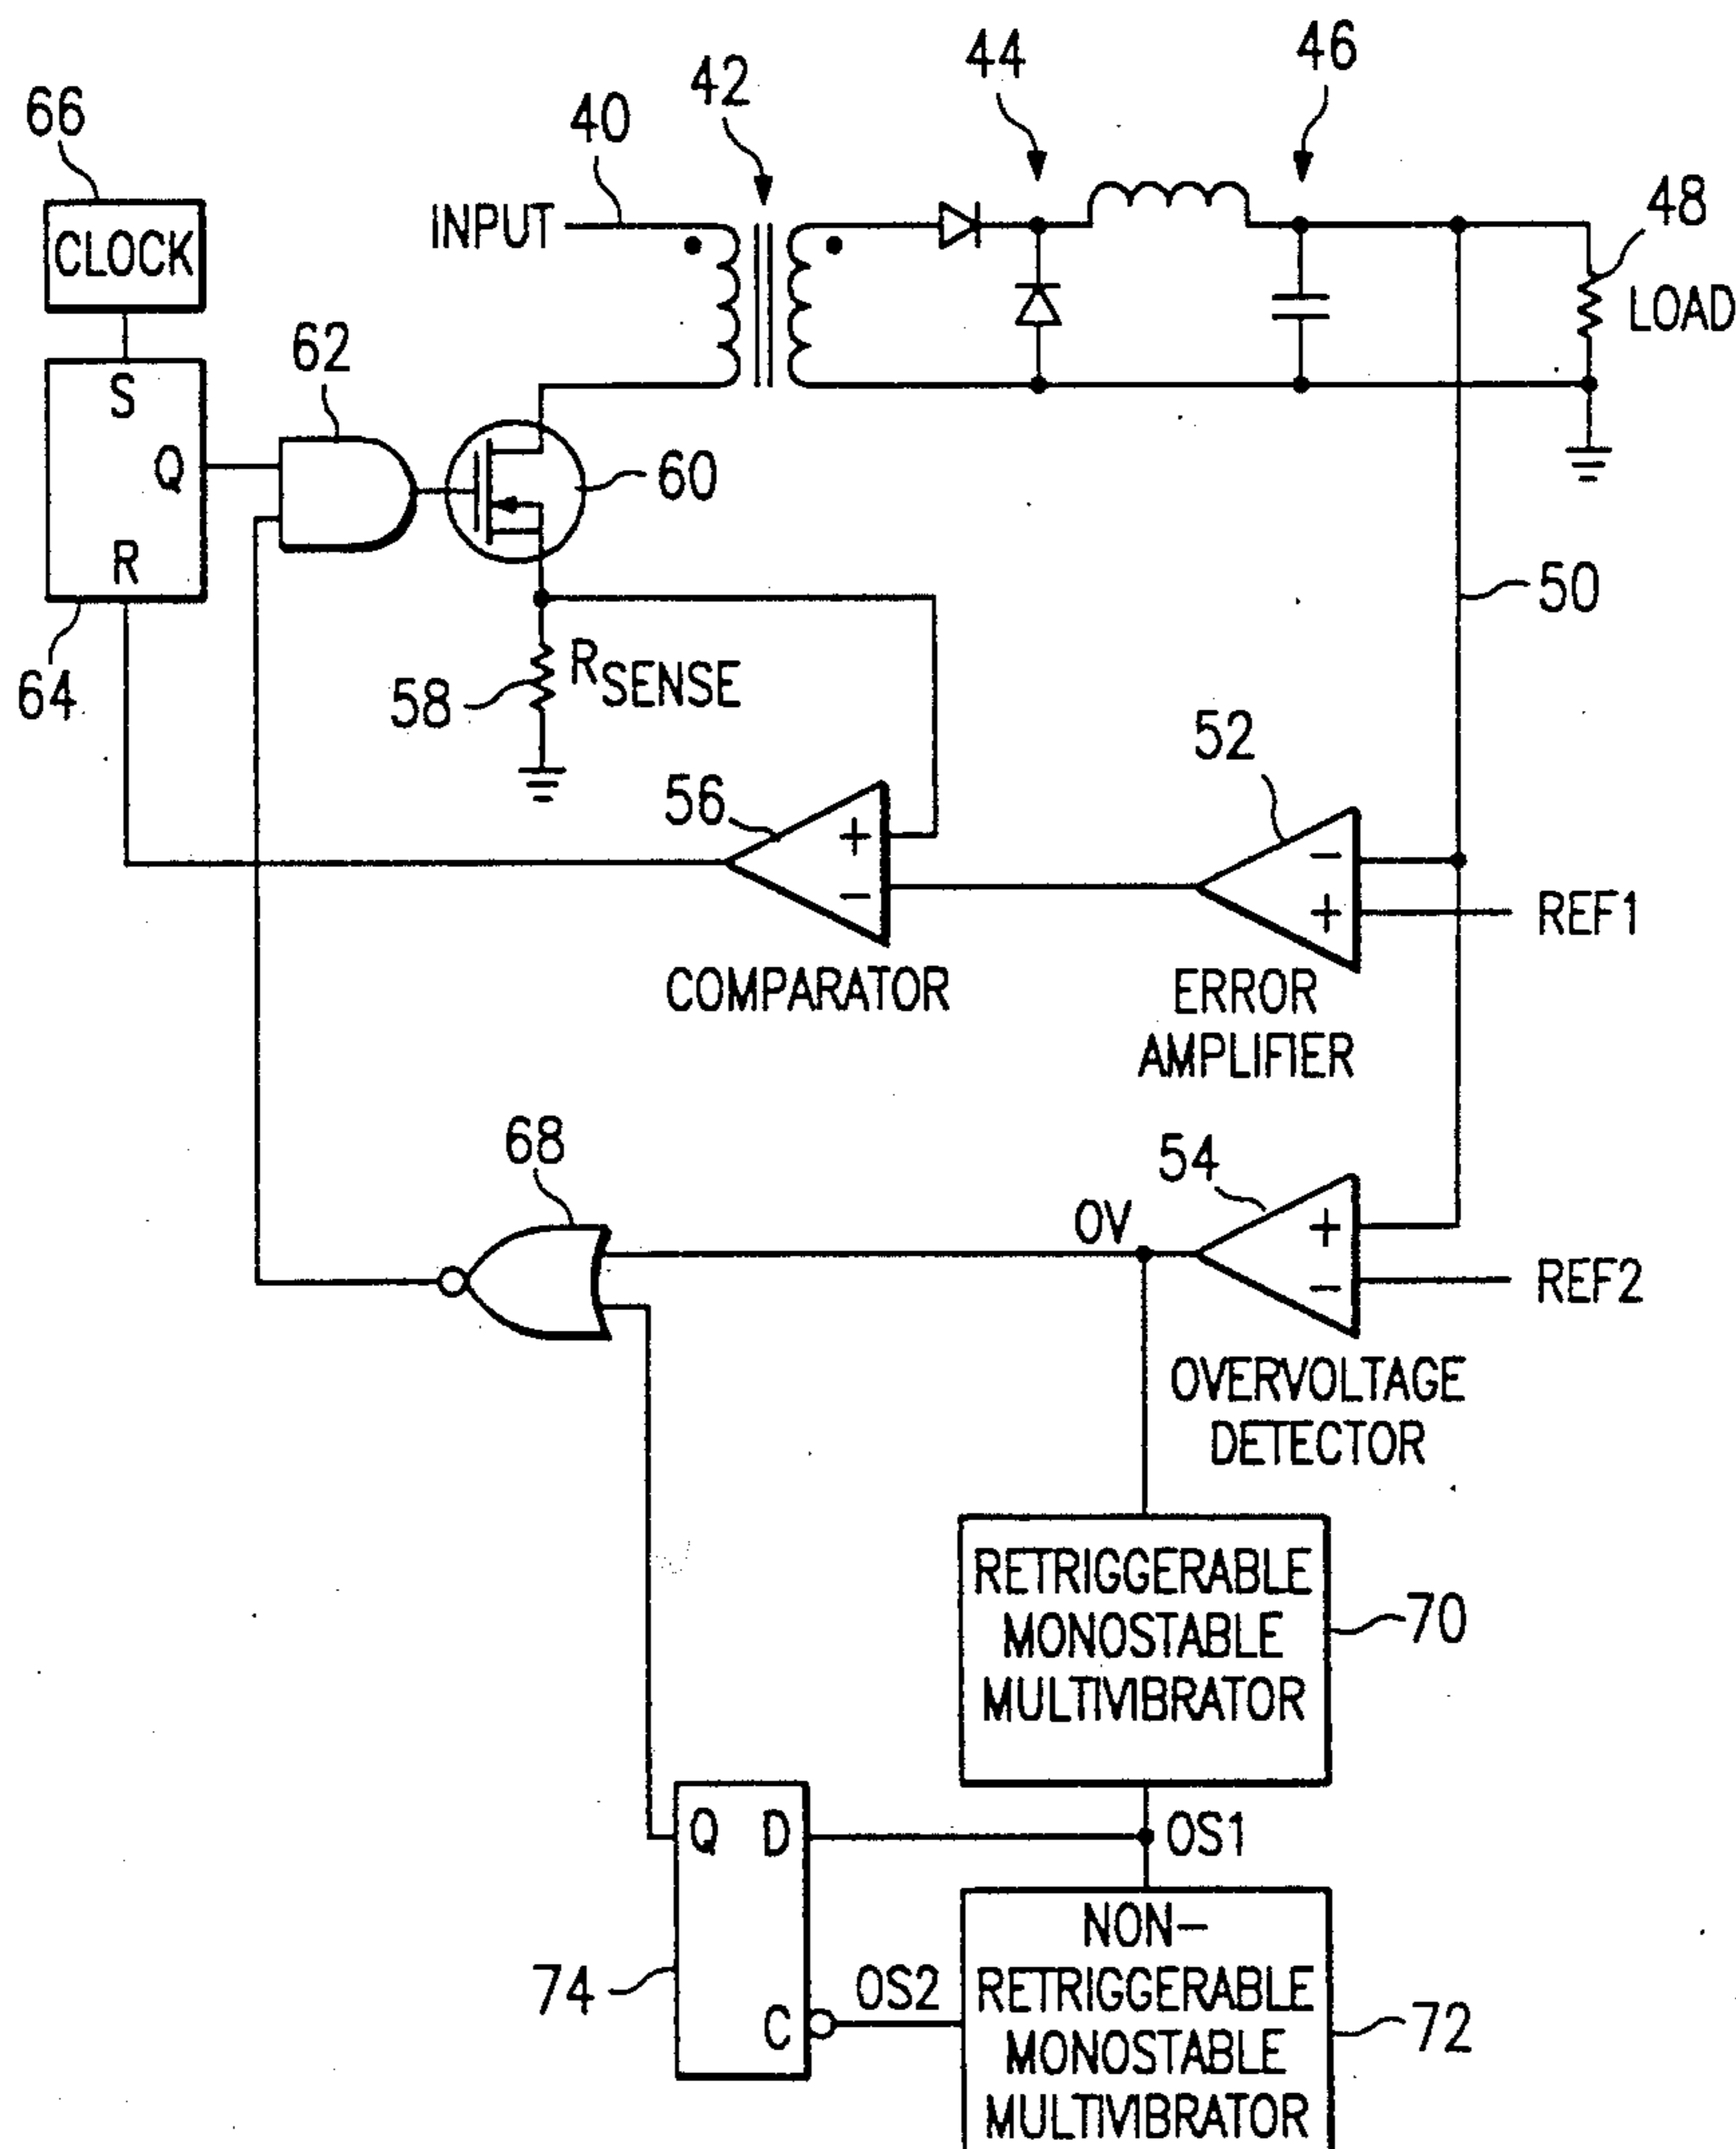 66
CLOCK
S
Q
R
64
62
INPUT
40
42
44
46
48
LOAD
60
50
58
RSENSE
56
+
−
COMPARATOR
52
−
+
REF1
ERROR
AMPLIFIER
68
OV
54
+
−
REF2
OVERVOLTAGE
DETECTOR
RETRIGGERABLE
MONOSTABLE
MULTIVIBRATOR
70
Q
D
OS1
74
C
OS2
NON−
RETRIGGERABLE
MONOSTABLE
MULTIVIBRATOR
72